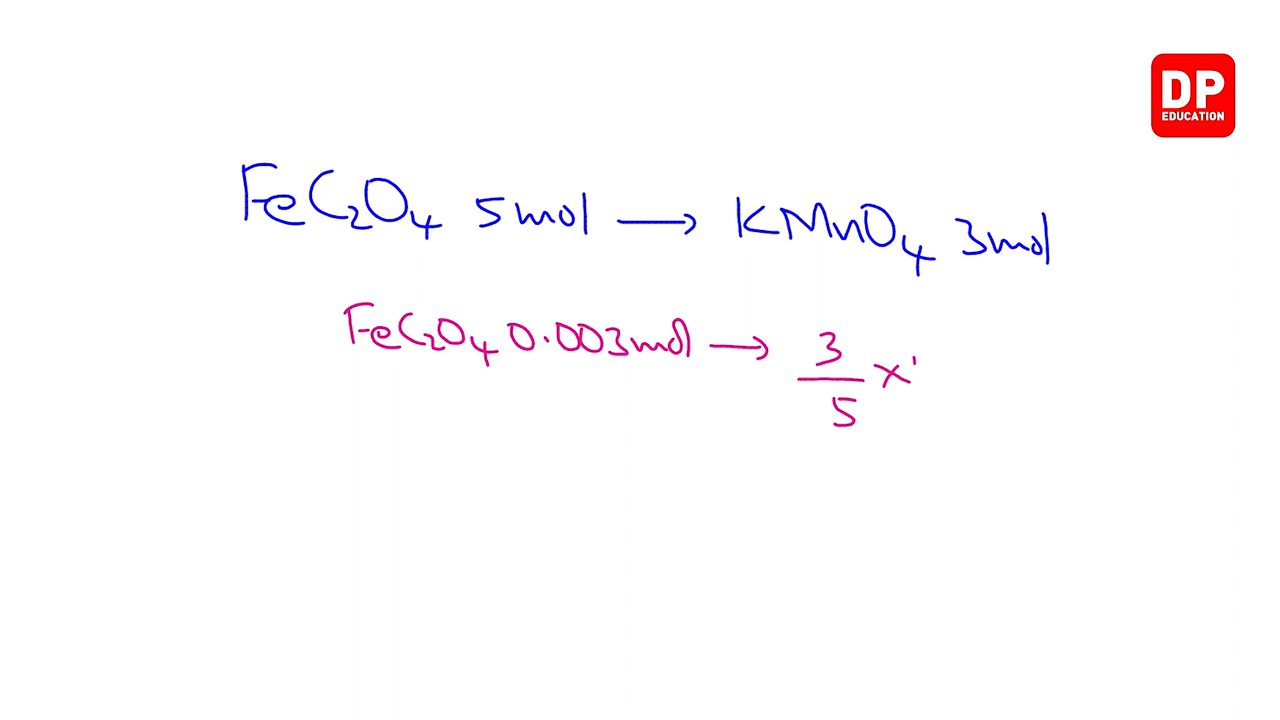 DP
EDUCATION
FeC₂O₄ 5mol → KMnO₄ 3mol
FeC₂O₄ 0.003mol → 3/5 ×